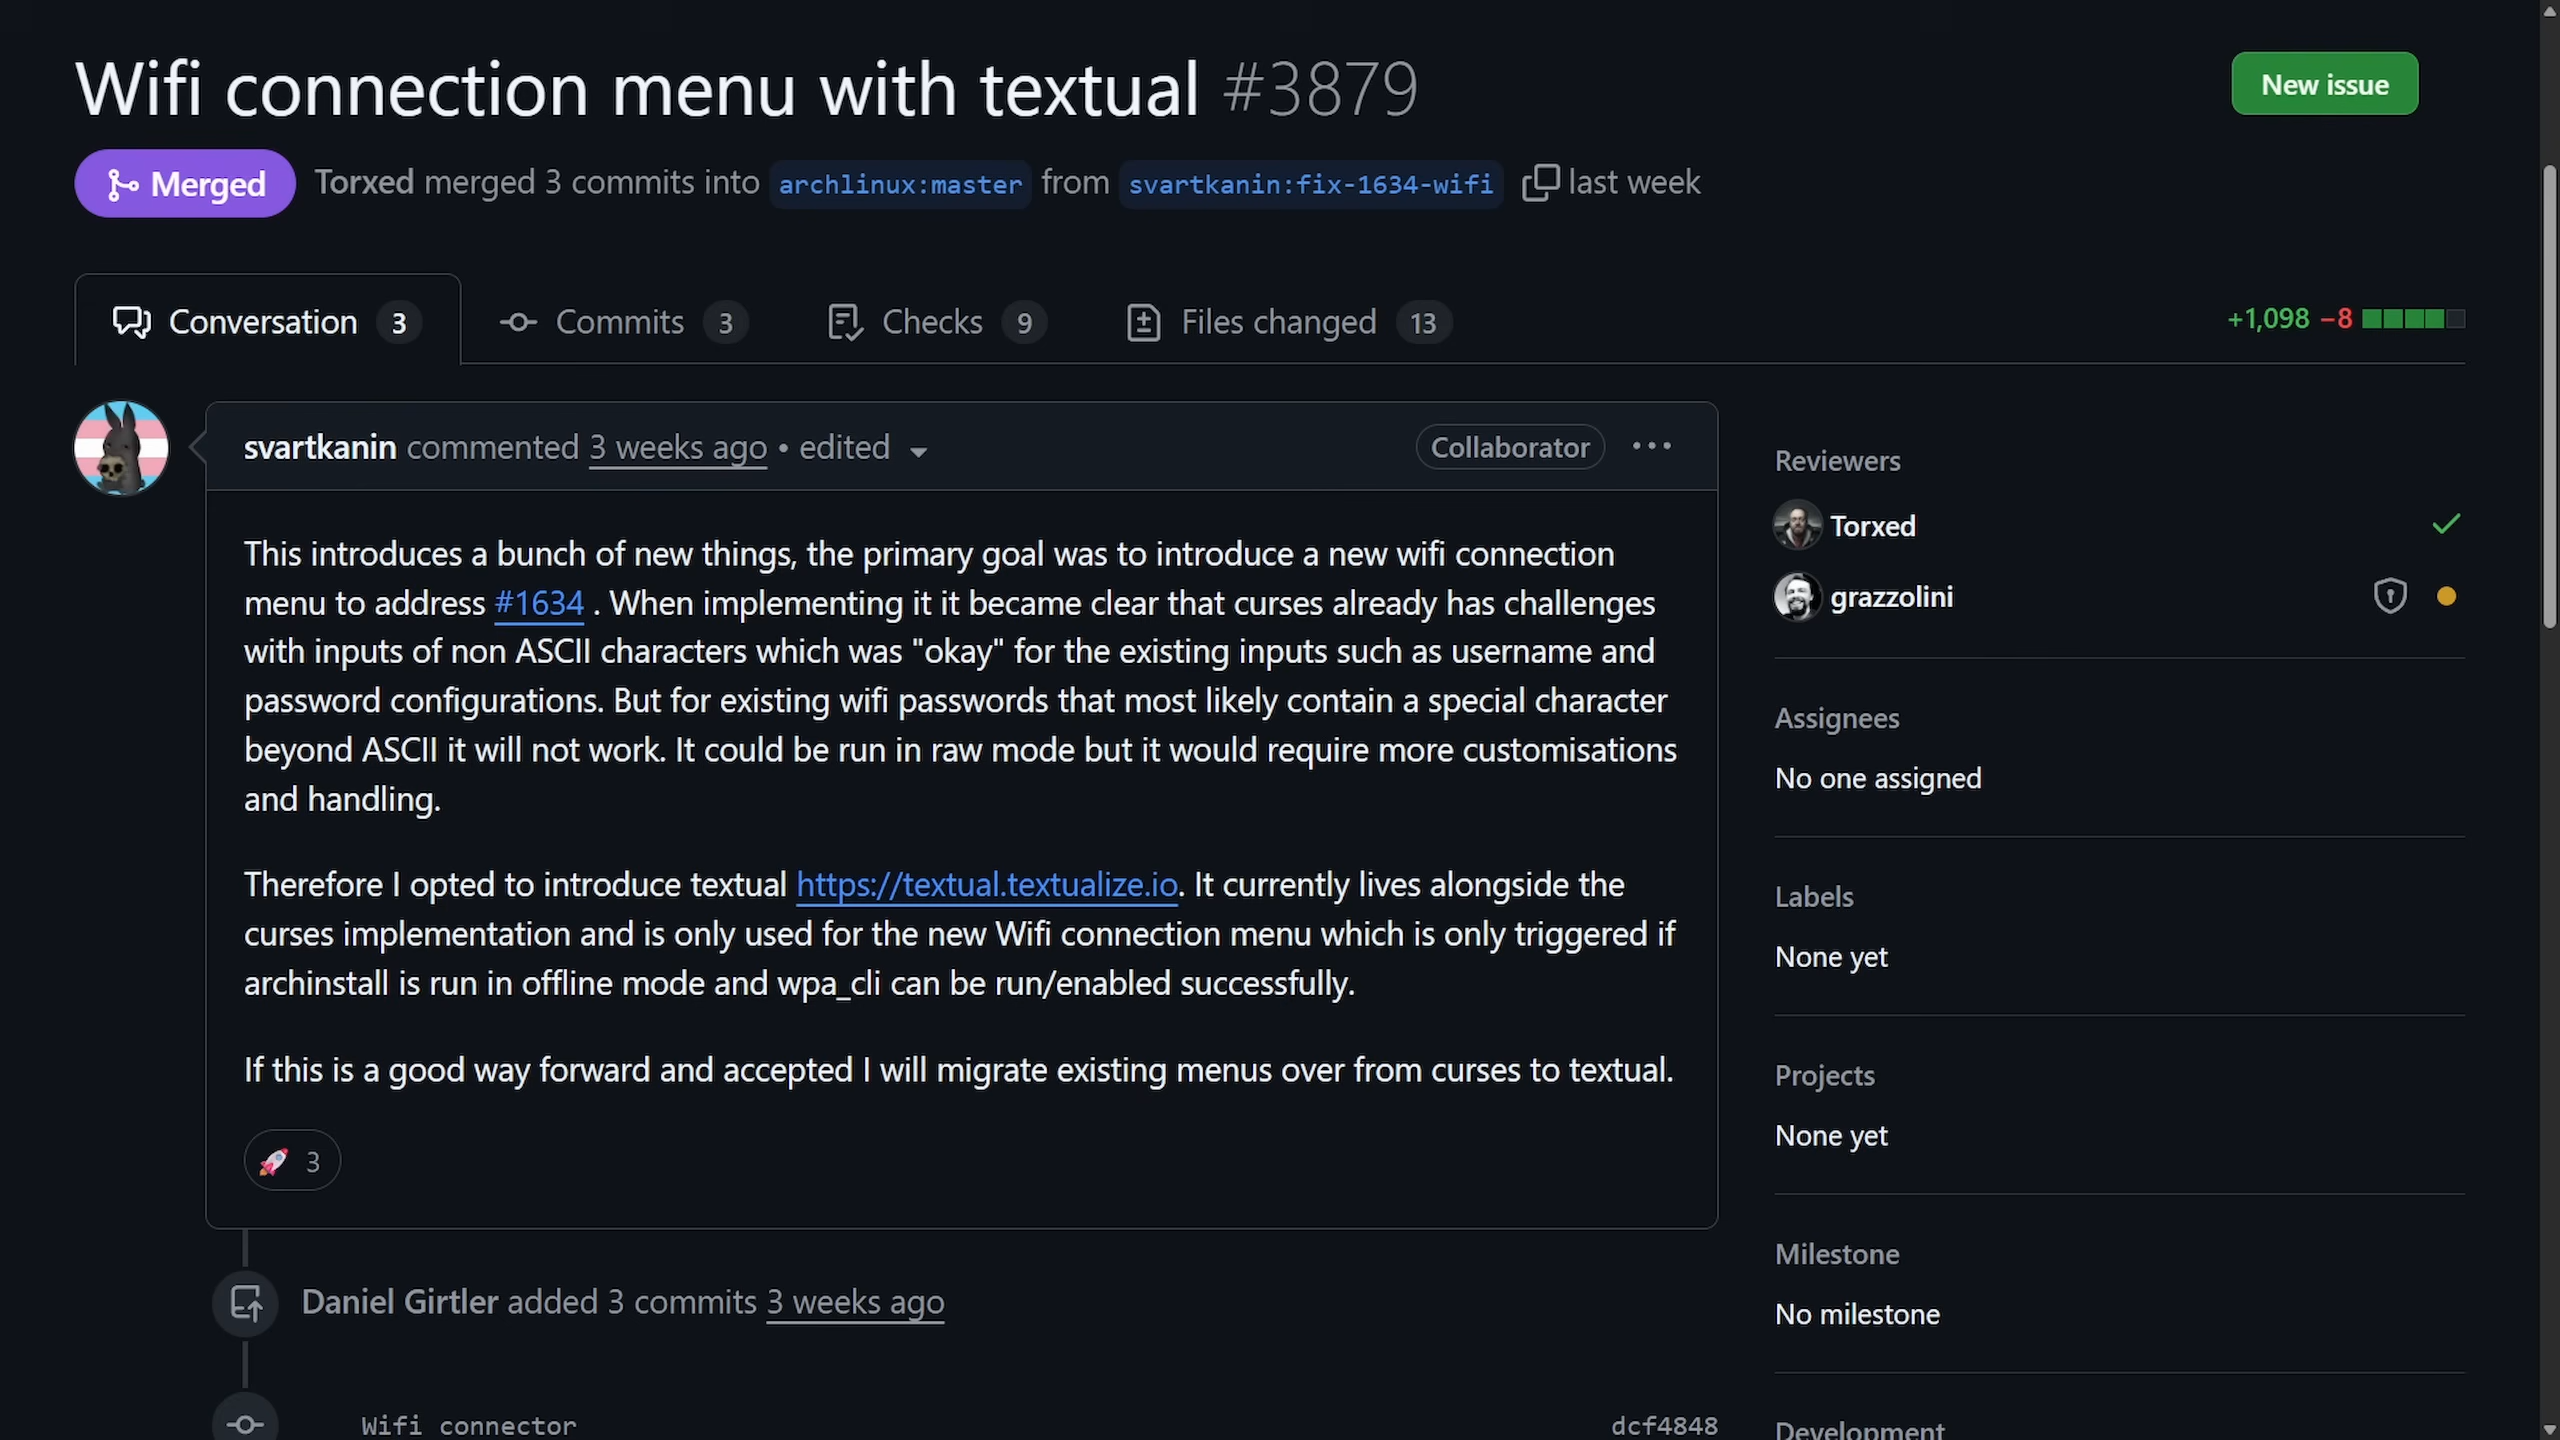 Wifi connection menu with textual #3879
New issue
Merged
Torxed merged 3 commits into archlinux:master from svartkanin:fix-1634-wifi last week
Conversation 3
Commits 3
Checks 9
Files changed 13
+1,098 −8
svartkanin commented 3 weeks ago • edited
Collaborator
This introduces a bunch of new things, the primary goal was to introduce a new wifi connection
menu to address #1634 . When implementing it it became clear that curses already has challenges
with inputs of non ASCII characters which was "okay" for the existing inputs such as username and
password configurations. But for existing wifi passwords that most likely contain a special character
beyond ASCII it will not work. It could be run in raw mode but it would require more customisations
and handling.
Therefore I opted to introduce textual https://textual.textualize.io. It currently lives alongside the
curses implementation and is only used for the new Wifi connection menu which is only triggered if
archinstall is run in offline mode and wpa_cli can be run/enabled successfully.
If this is a good way forward and accepted I will migrate existing menus over from curses to textual.
3
Daniel Girtler added 3 commits 3 weeks ago
Wifi connector
dcf4848
Reviewers
Torxed
grazzolini
Assignees
No one assigned
Labels
None yet
Projects
None yet
Milestone
No milestone
Development